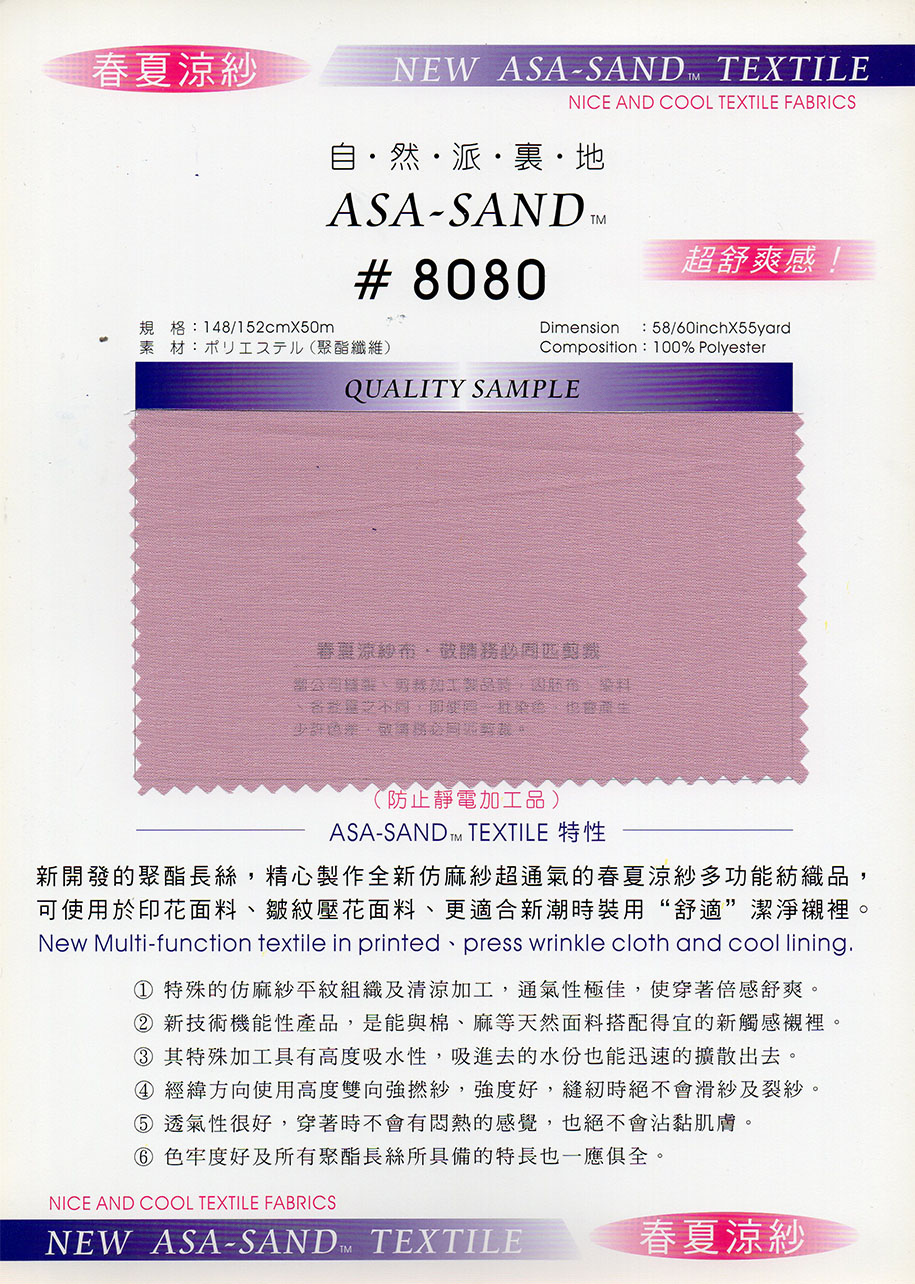 春夏涼紗
NEW ASA-SAND™ TEXTILE
NICE AND COOL TEXTILE FABRICS
自・然・派・裏・地
ASA-SAND™
# 8080
超舒爽感！
規 格：148/152cmX50m
Dimension ：58/60inchX55yard
素 材：ポリエステル（聚酯纖維）
Composition：100% Polyester
QUALITY SAMPLE
春夏涼紗布・敬請務必同匹剪裁
少許色差，敬請務必同匹剪裁。
（防止靜電加工品）
ASA-SAND™ TEXTILE 特性
新開發的聚酯長絲，精心製作全新仿麻紗超通氣的春夏涼紗多功能紡織品，
可使用於印花面料、皺紋壓花面料、更適合新潮時裝用“舒適”潔淨襯裡。
New Multi-function textile in printed、press wrinkle cloth and cool lining.
① 特殊的仿麻紗平紋組織及清涼加工，通氣性極佳，使穿著倍感舒爽。
② 新技術機能性產品，是能與棉、麻等天然面料搭配得宜的新觸感襯裡。
③ 其特殊加工具有高度吸水性，吸進去的水份也能迅速的擴散出去。
④ 經緯方向使用高度雙向強撚紗，強度好，縫紉時絕不會滑紗及裂紗。
⑤ 透氣性很好，穿著時不會有悶熱的感覺，也絕不會沾黏肌膚。
⑥ 色牢度好及所有聚酯長絲所具備的特長也一應俱全。
NICE AND COOL TEXTILE FABRICS
NEW ASA-SAND™ TEXTILE
春夏涼紗